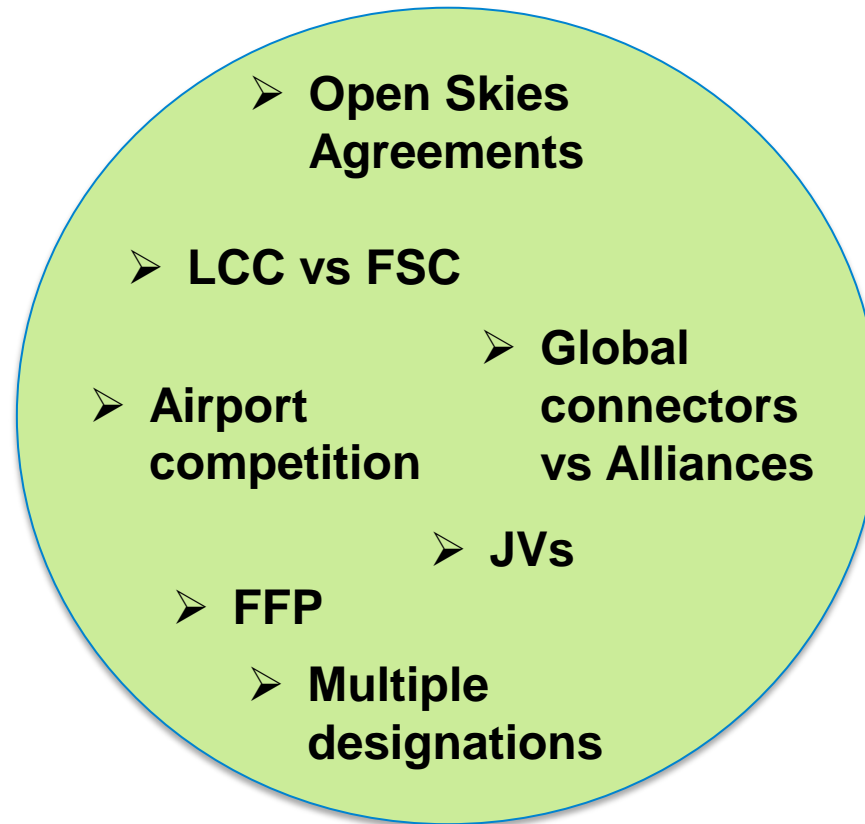 ➢ Open Skies
Agreements
➢ LCC vs FSC
➢ Global
connectors
vs Alliances
➢ Airport
competition
➢ JVs
➢ FFP
➢ Multiple
designations